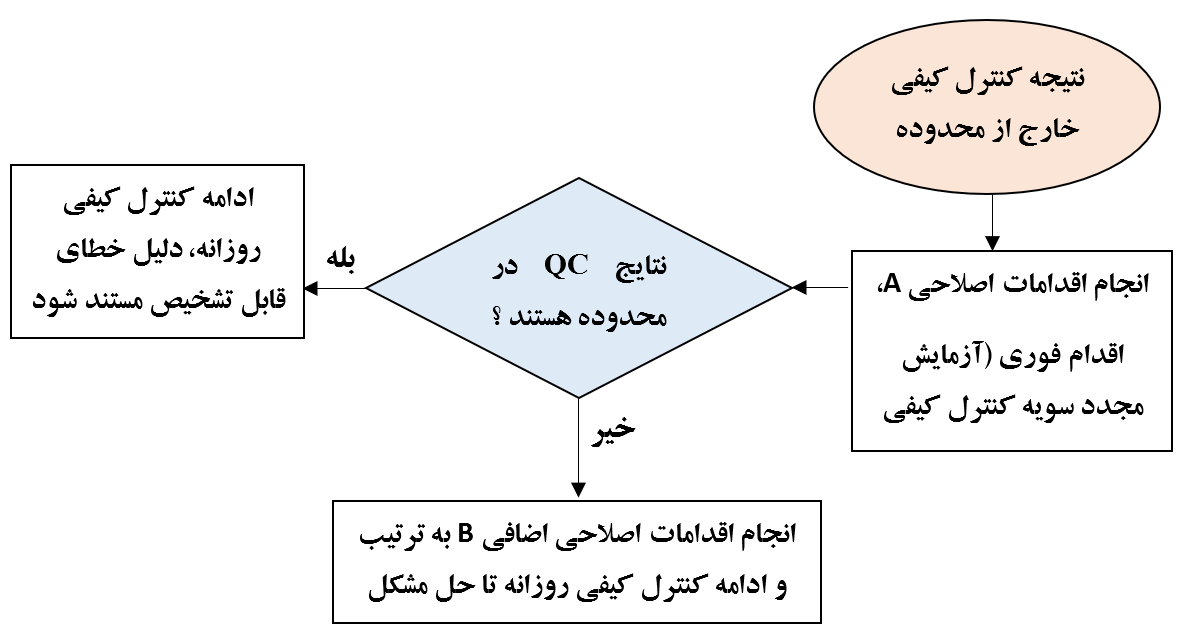 نتیجه کنترل کیفی
خارج از محدوده
انجام اقدامات اصلاحی A،
اقدام فوری (آزمایش
مجدد سویه کنترل کیفی
نتایج QC در
محدوده هستند ؟
بله
ادامه کنترل کیفی
روزانه، دلیل خطای
قابل تشخیص مستند شود
خیر
انجام اقدامات اصلاحی اضافی B به ترتیب
و ادامه کنترل کیفی روزانه تا حل مشکل